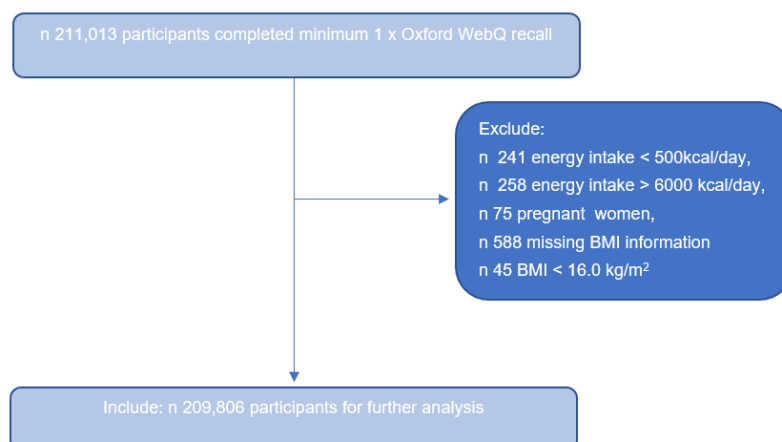 n 211,013 participants completed minimum 1 x Oxford WebQ recall
Exclude:
n  241 energy intake < 500kcal/day,
n  258 energy intake > 6000 kcal/day,
n 75 pregnant  women,
n 588 missing BMI information
n 45 BMI < 16.0 kg/m²
Include: n 209,806 participants for further analysis